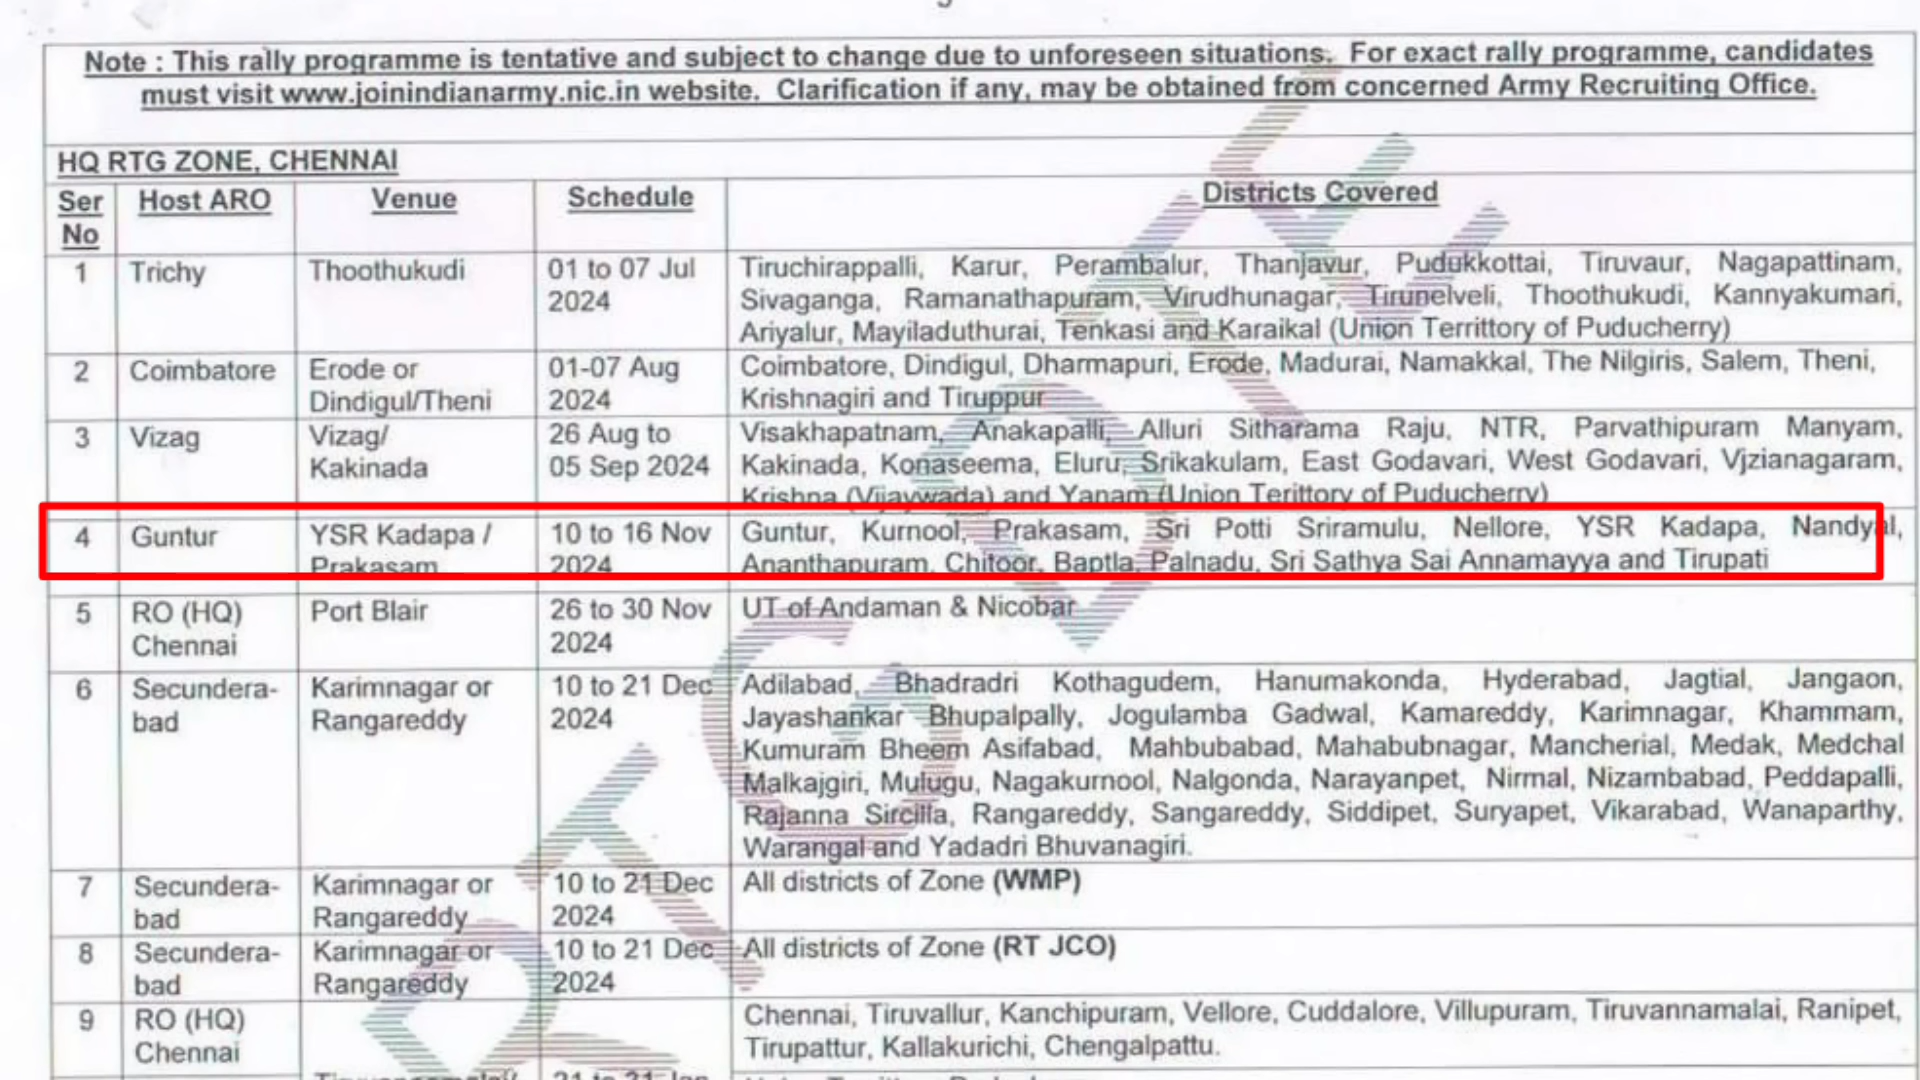 Note : This rally programme is tentative and subject to change due to unforeseen situations. For exact rally programme, candidates
must visit www.joinindianarmy.nic.in website. Clarification if any, may be obtained from concerned Army Recruiting Office.
HQ RTG ZONE, CHENNAI
Ser No Host ARO Venue Schedule Districts Covered
1 Trichy Thoothukudi 01 to 07 Jul 2024 Tiruchirappalli, Karur, Perambalur, Thanjavur, Pudukkottai, Tiruvaur, Nagapattinam,
Sivaganga, Ramanathapuram, Virudhunagar, Tirunelveli, Thoothukudi, Kannyakumari,
Ariyalur, Mayiladuthurai, Tenkasi and Karaikal (Union Territtory of Puducherry)
2 Coimbatore Erode or Dindigul/Theni 01-07 Aug 2024 Coimbatore, Dindigul, Dharmapuri, Erode, Madurai, Namakkal, The Nilgiris, Salem, Theni,
Krishnagiri and Tiruppur
3 Vizag Vizag/ Kakinada 26 Aug to 05 Sep 2024 Visakhapatnam, Anakapalli, Alluri Sitharama Raju, NTR, Parvathipuram Manyam,
Kakinada, Konaseema, Eluru, Srikakulam, East Godavari, West Godavari, Vjzianagaram,
Krishna (Vijaywada) and Yanam (Union Terittory of Puducherry)
4 Guntur YSR Kadapa / Prakasam 10 to 16 Nov 2024 Guntur, Kurnool, Prakasam, Sri Potti Sriramulu, Nellore, YSR Kadapa, Nandyal,
Ananthapuram, Chitoor, Baptla, Palnadu, Sri Sathya Sai Annamayya and Tirupati
5 RO (HQ) Chennai Port Blair 26 to 30 Nov 2024 UT of Andaman & Nicobar
6 Secundera-bad Karimnagar or Rangareddy 10 to 21 Dec 2024 Adilabad, Bhadradri Kothagudem, Hanumakonda, Hyderabad, Jagtial, Jangaon,
Jayashankar Bhupalpally, Jogulamba Gadwal, Kamareddy, Karimnagar, Khammam,
Kumuram Bheem Asifabad, Mahbubabad, Mahabubnagar, Mancherial, Medak, Medchal
Malkajgiri, Mulugu, Nagakurnool, Nalgonda, Narayanpet, Nirmal, Nizambabad, Peddapalli,
Rajanna Sircilla, Rangareddy, Sangareddy, Siddipet, Suryapet, Vikarabad, Wanaparthy,
Warangal and Yadadri Bhuvanagiri.
7 Secundera-bad Karimnagar or Rangareddy 10 to 21 Dec 2024 All districts of Zone (WMP)
8 Secundera-bad Karimnagar or Rangareddy 10 to 21 Dec 2024 All districts of Zone (RT JCO)
9 RO (HQ) Chennai Chennai, Tiruvallur, Kanchipuram, Vellore, Cuddalore, Villupuram, Tiruvannamalai, Ranipet,
Tirupattur, Kallakurichi, Chengalpattu.